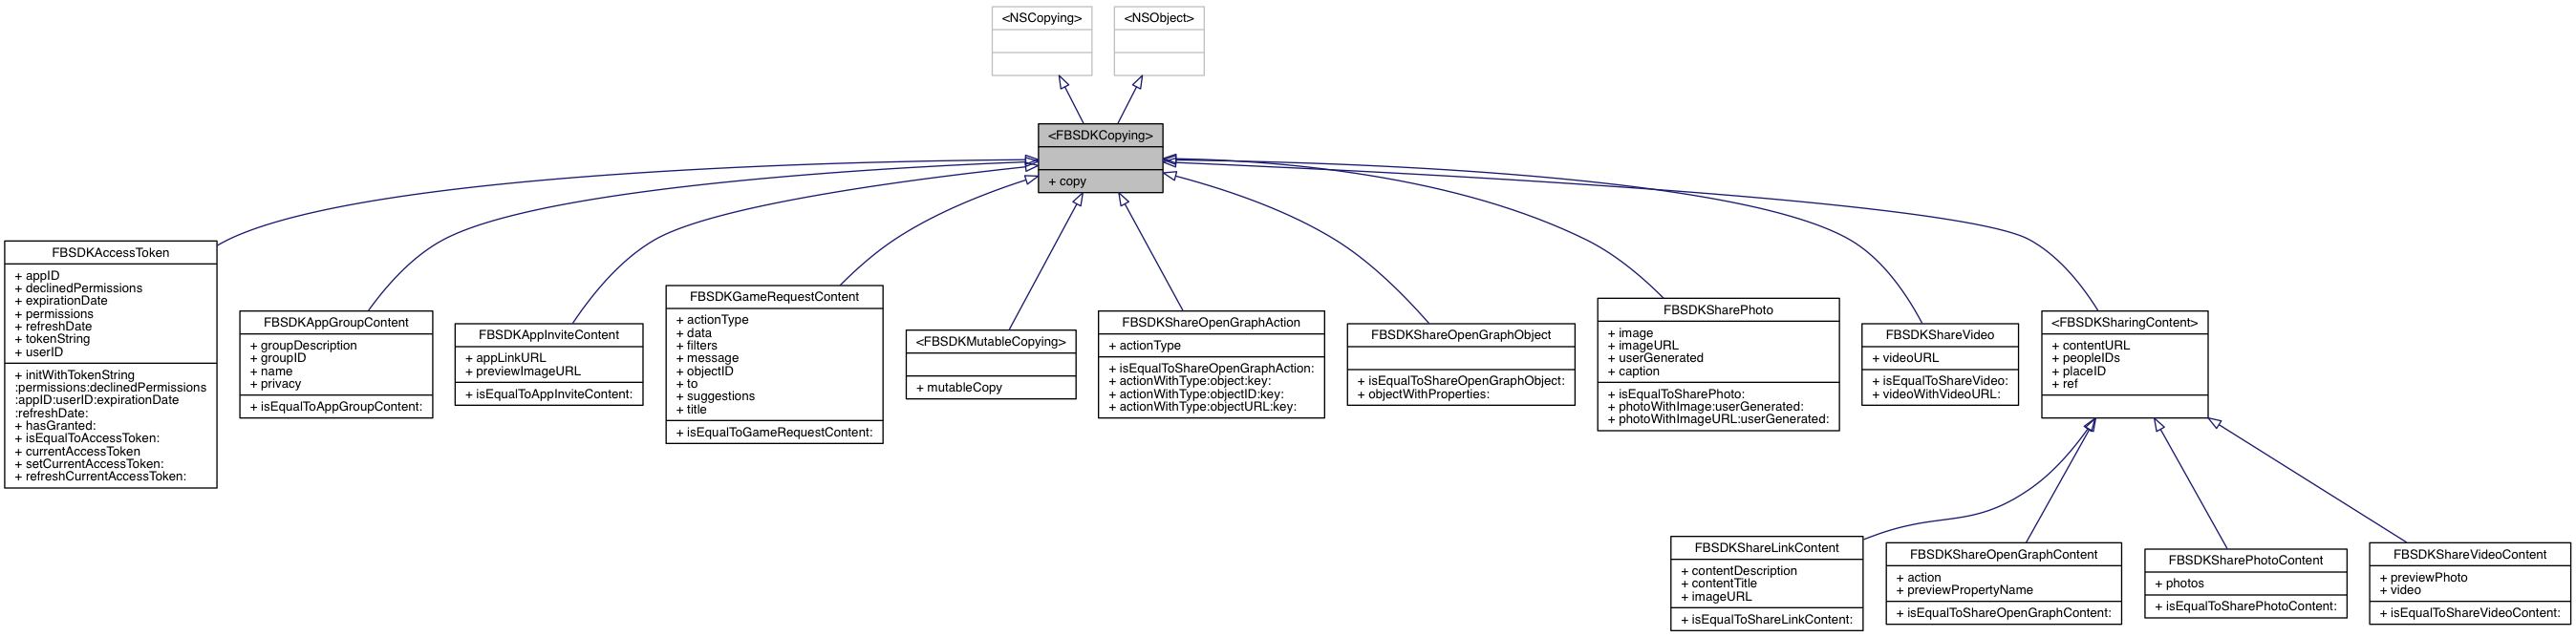 <NSCopying>
<NSObject>
<FBSDKCopying>
+ copy
FBSDKAccessToken
+ appID
+ declinedPermissions
+ expirationDate
+ permissions
+ refreshDate
+ tokenString
+ userID
+ initWithTokenString
:permissions:declinedPermissions
:appID:userID:expirationDate
:refreshDate:
+ hasGranted:
+ isEqualToAccessToken:
+ currentAccessToken
+ setCurrentAccessToken:
+ refreshCurrentAccessToken:
FBSDKAppGroupContent
+ groupDescription
+ groupID
+ name
+ privacy
+ isEqualToAppGroupContent:
FBSDKAppInviteContent
+ appLinkURL
+ previewImageURL
+ isEqualToAppInviteContent:
FBSDKGameRequestContent
+ actionType
+ data
+ filters
+ message
+ objectID
+ to
+ suggestions
+ title
+ isEqualToGameRequestContent:
<FBSDKMutableCopying>
+ mutableCopy
FBSDKShareOpenGraphAction
+ actionType
+ isEqualToShareOpenGraphAction:
+ actionWithType:object:key:
+ actionWithType:objectID:key:
+ actionWithType:objectURL:key:
FBSDKShareOpenGraphObject
+ isEqualToShareOpenGraphObject:
+ objectWithProperties:
FBSDKSharePhoto
+ image
+ imageURL
+ userGenerated
+ caption
+ isEqualToSharePhoto:
+ photoWithImage:userGenerated:
+ photoWithImageURL:userGenerated:
FBSDKShareVideo
+ videoURL
+ isEqualToShareVideo:
+ videoWithVideoURL:
<FBSDKSharingContent>
+ contentURL
+ peopleIDs
+ placeID
+ ref
FBSDKShareLinkContent
+ contentDescription
+ contentTitle
+ imageURL
+ isEqualToShareLinkContent:
FBSDKShareOpenGraphContent
+ action
+ previewPropertyName
+ isEqualToShareOpenGraphContent:
FBSDKSharePhotoContent
+ photos
+ isEqualToSharePhotoContent:
FBSDKShareVideoContent
+ previewPhoto
+ video
+ isEqualToShareVideoContent: